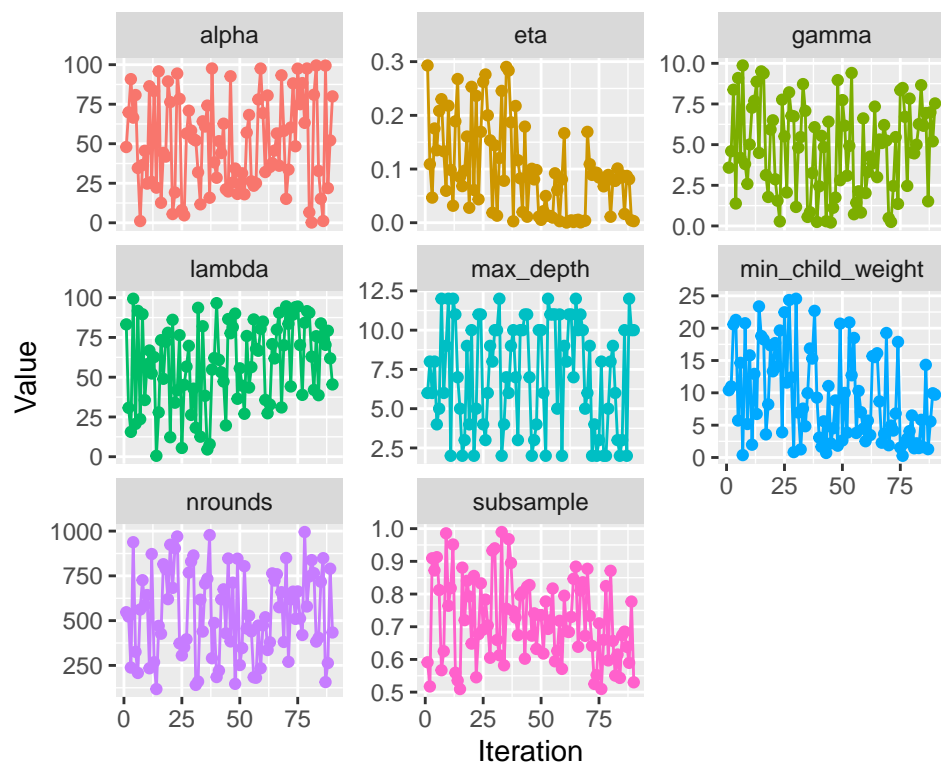 alpha eta gamma
100 0.3 10.0
75 7.5
50 0.2 5.0
25 0.1 2.5
0 0.0 0.0
lambda max_depth min_child_weight
100 12.5 25
75 10.0 20
50 7.5 15
25 5.0 10
0 2.5 5
0
0 25 50 75
nrounds subsample
1000 1.0
750 0.9
500 0.8
250 0.7
0.6
0.5
0 25 50 75 0 25 50 75
Value
Iteration